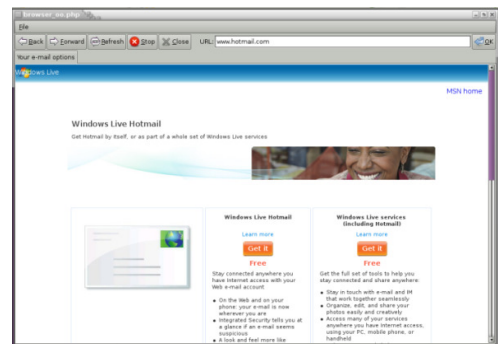 browser_oo.php
File
Back Forward Refresh Stop Close URL: www.hotmail.com OK
Your e-mail options
Windows Live
MSN home
Windows Live Hotmail
Get Hotmail by itself, or as part of a whole set of Windows Live services
Windows Live Hotmail
Learn more
Get it
Free
Stay connected anywhere you
have Internet access with your
Web e-mail account
On the Web and on your
phone: your e-mail is now
wherever you are
Integrated Security tells you at
a glance if an e-mail seems
suspicious
A look and feel more like
Windows Live services
(including Hotmail)
Learn more
Get it
Free
Get the full set of tools to help you
stay connected and share anywhere:
Stay in touch with e-mail and IM
that work together seamlessly
Organize, edit, and share your
photos easily and creatively
Access many of your services
anywhere you have Internet access,
using your PC, mobile phone, or
handheld